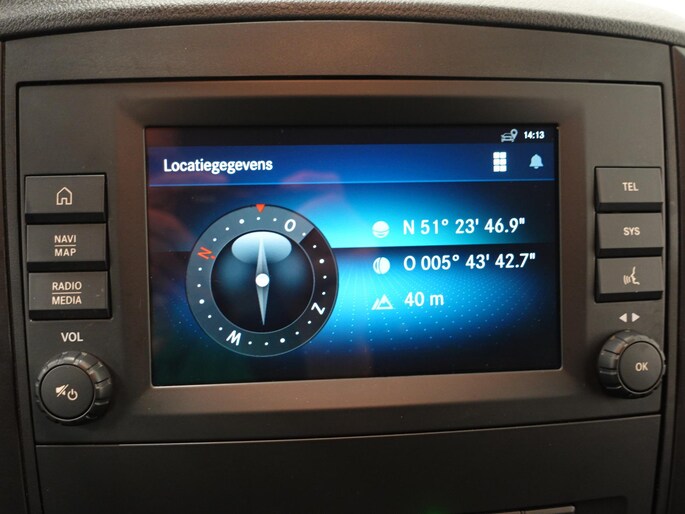 14:13
Locatiegegevens
TEL
NAVI
MAP
RADIO
MEDIA
SYS
N O Z W
N 51° 23' 46.9"
O 005° 43' 42.7"
40 m
VOL
OK